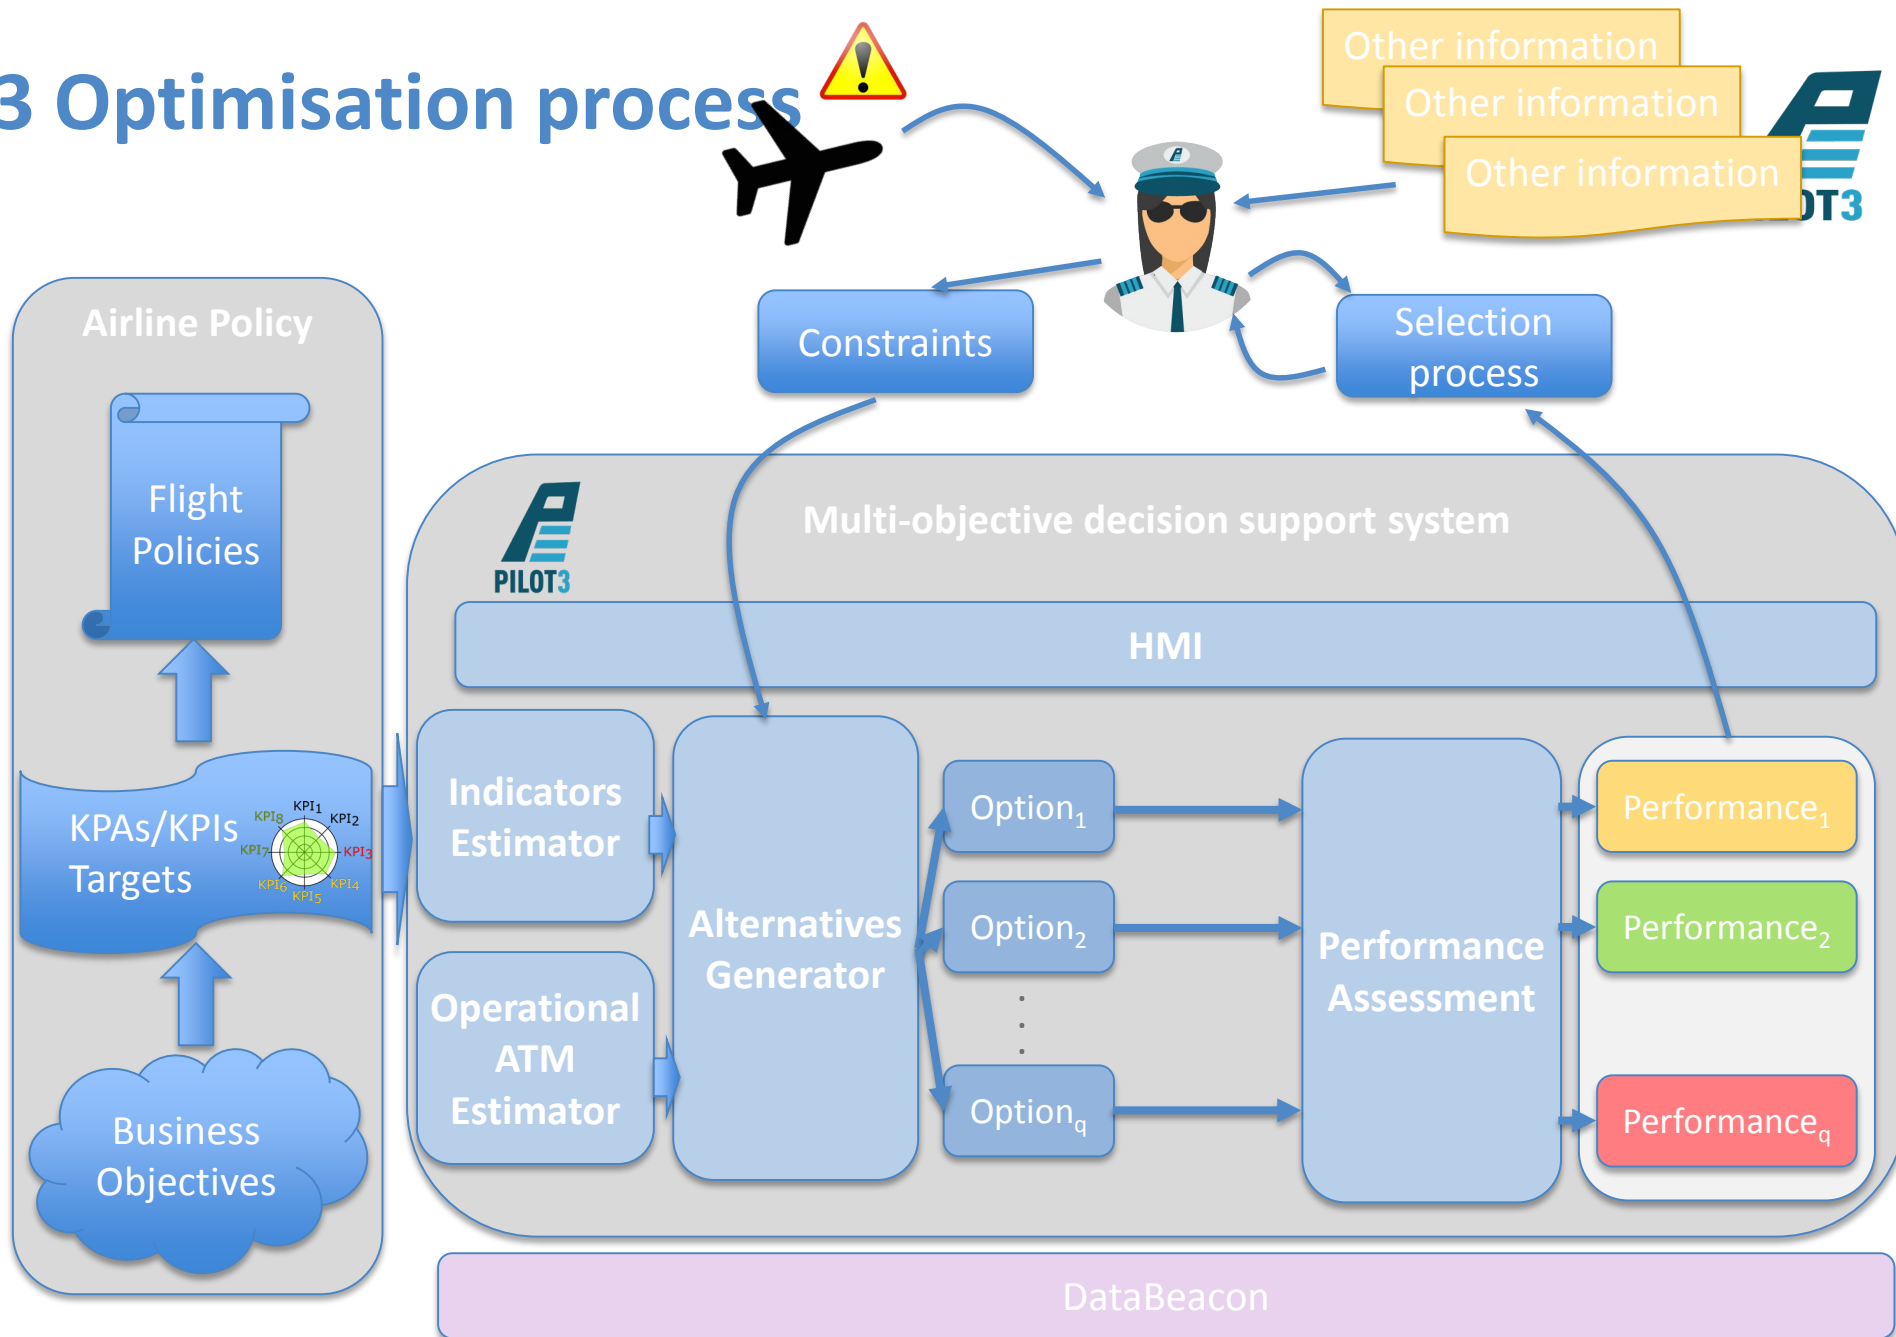 3 Optimisation process
Other information
Other information
Other information
OT3
Airline Policy
Flight
Policies
KPAs/KPIs
Targets
KPI1
KPI2
KPI3
KPI4
KPI5
KPI6
KPI7
KPI8
Business
Objectives
Constraints
Selection
process
PILOT3
Multi-objective decision support system
HMI
Indicators
Estimator
Operational
ATM
Estimator
Alternatives
Generator
Option1
Option2
.
.
.
Optionq
Performance
Assessment
Performance1
Performance2
Performanceq
DataBeacon